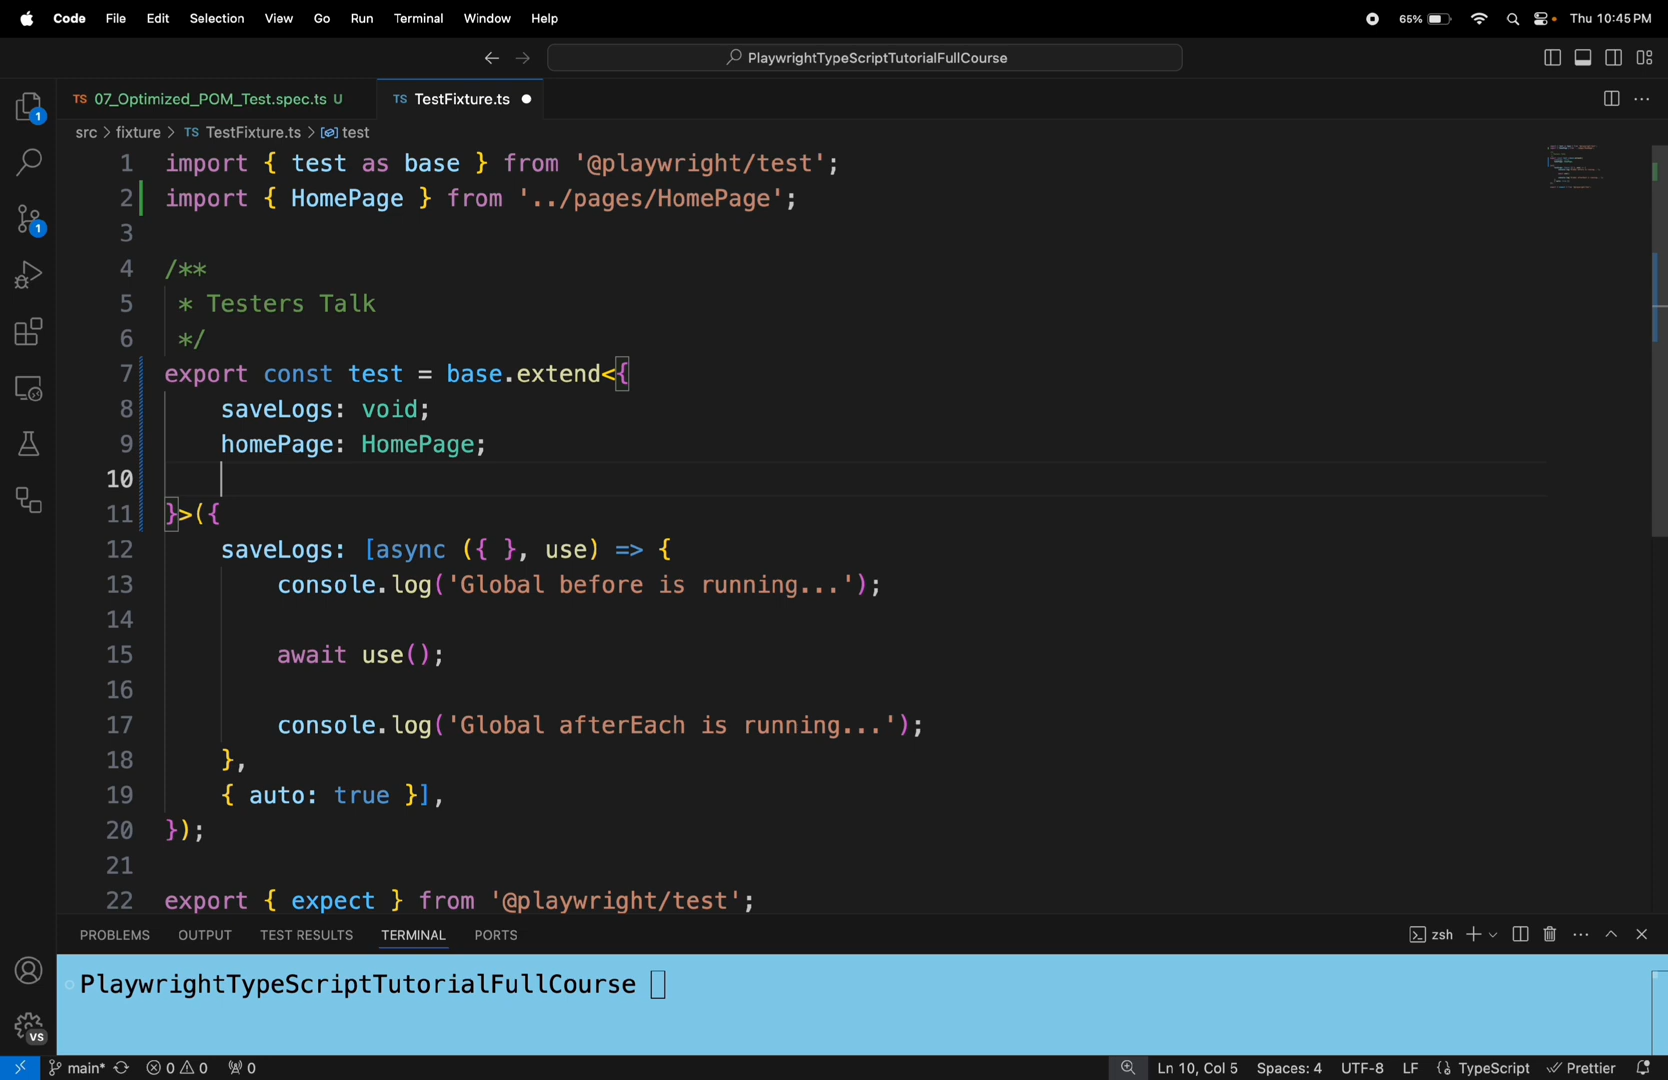 Code File Edit Selection View Go Run Terminal Window Help 65% Thu 10:45 PM
PlaywrightTypeScriptTutorialFullCourse
TS 07_Optimized_POM_Test.spec.ts U TS TestFixture.ts
src > fixture > TS TestFixture.ts > test
1 import { test as base } from '@playwright/test';
2 import { HomePage } from '../pages/HomePage';
3
4 /**
5 * Testers Talk
6 */
7 export const test = base.extend<{
8 saveLogs: void;
9 homePage: HomePage;
10
11 }>({
12 saveLogs: [async ({ }, use) => {
13 console.log('Global before is running...');
14
15 await use();
16
17 console.log('Global afterEach is running...');
18 },
19 { auto: true }],
20 });
21
22 export { expect } from '@playwright/test';
1
1
PROBLEMS OUTPUT TEST RESULTS TERMINAL PORTS zsh
PlaywrightTypeScriptTutorialFullCourse
VS
main* 0 0 0 Ln 10, Col 5 Spaces: 4 UTF-8 LF TypeScript Prettier